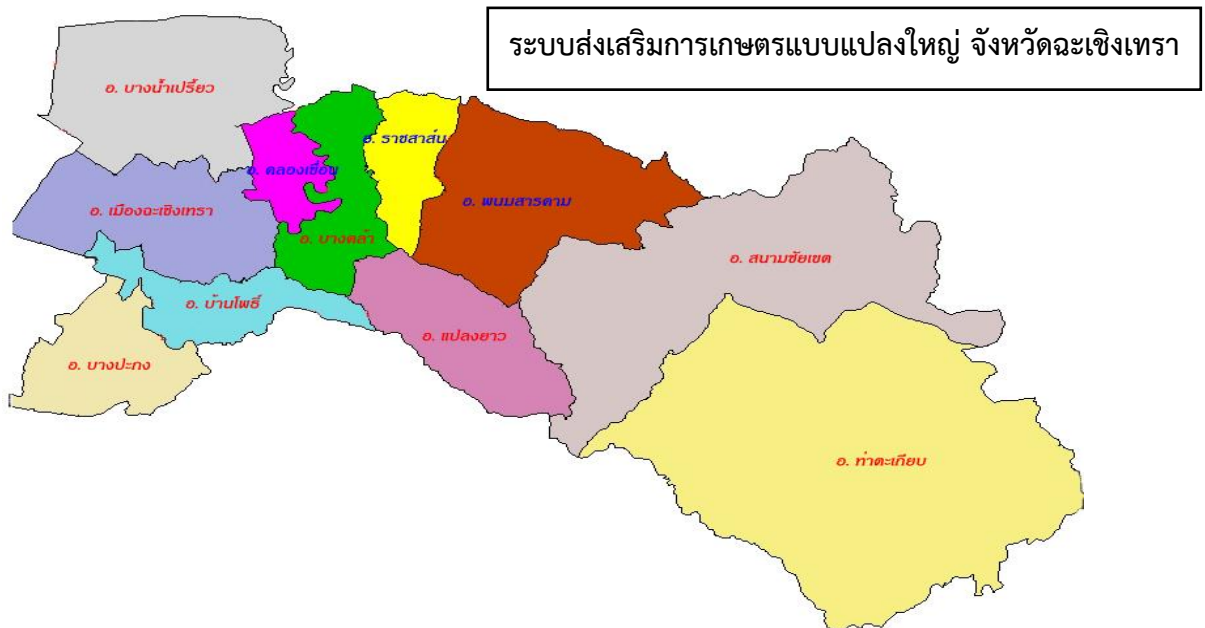 ระบบส่งเสริมการเกษตรแบบแปลงใหญ่ จังหวัดฉะเชิงเทรา
อ. บางน้ำเปรี้ยว
อ. ราชสาส์น
อ. คลองเขื่อน
อ. พนมสารคาม
อ. เมืองฉะเชิงเทรา
อ. บางคล้า
อ. สนามชัยเขต
อ. บ้านโพธิ์
อ. แปลงยาว
อ. บางปะกง
อ. ท่าตะเกียบ